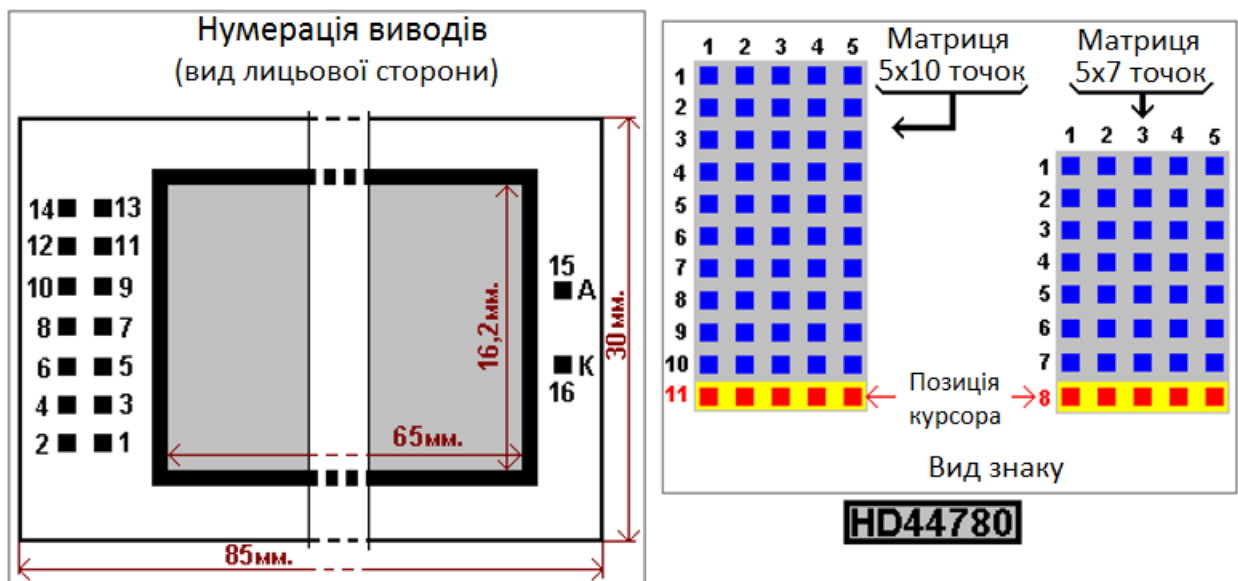 Нумерація виводів
(вид лицьової сторони)
14 13
12 11
10 9
8 7
6 5
4 3
2 1
15
А
К
16
16,2мм.
65мм.
30мм.
85мм.
1 2 3 4 5
1
2
3
4
5
6
7
8
9
10
11
Матриця
5х10 точок
Матриця
5х7 точок
1 2 3 4 5
1
2
3
4
5
6
7
8
Позиція
курсора
Вид знаку
HD44780